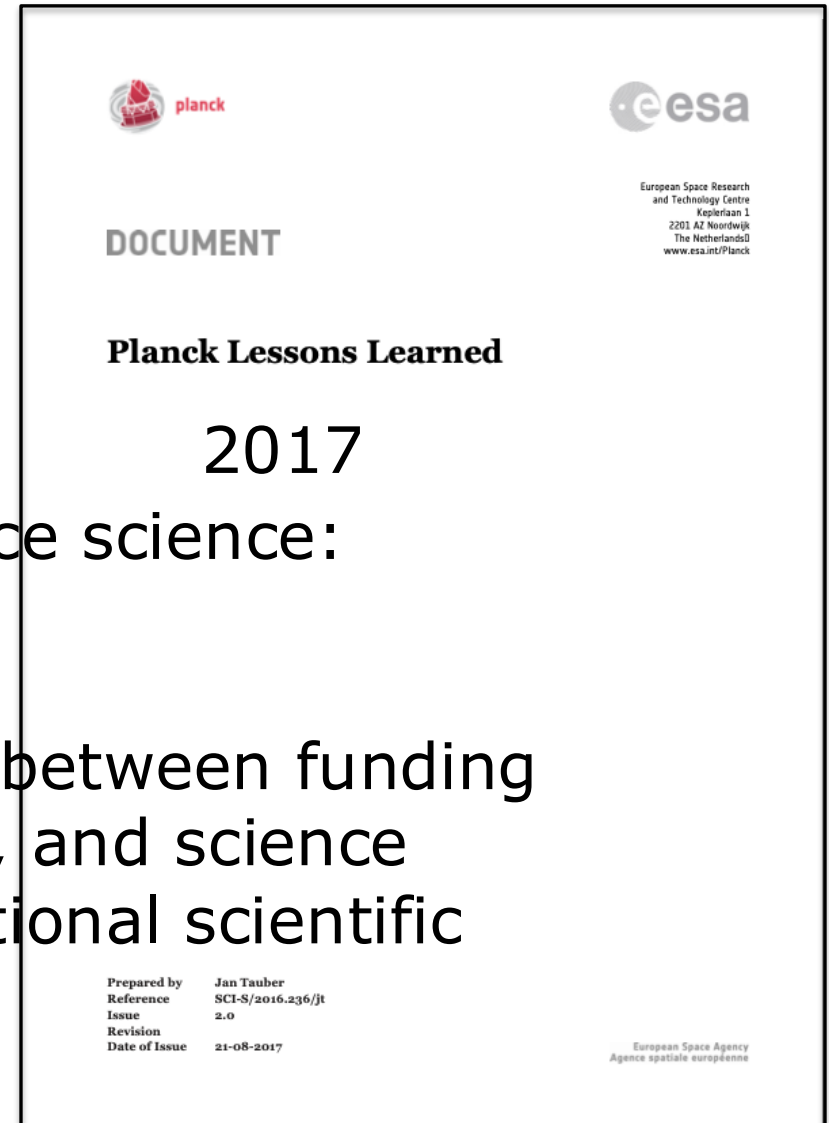 planck
esa
European Space Research
and Technology Centre
Keplerlaan 1
2201 AZ Noordwijk
The Netherlands
www.esa.int/Planck
DOCUMENT
Planck Lessons Learned
2017
ce science:
between funding
, and science
tional scientific
Prepared by Jan Tauber
Reference SCI-S/2016.236/jt
Issue 2.0
Revision
Date of Issue 21-08-2017
European Space Agency
Agence spatiale européenne